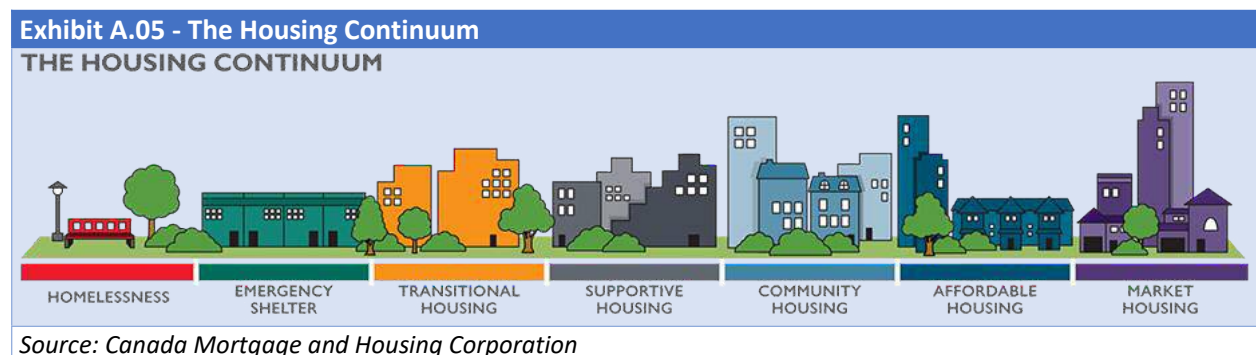 Exhibit A.05 - The Housing Continuum
THE HOUSING CONTINUUM
HOMELESSNESS
EMERGENCY
SHELTER
TRANSITIONAL
HOUSING
SUPPORTIVE
HOUSING
COMMUNITY
HOUSING
AFFORDABLE
HOUSING
MARKET
HOUSING
Source: Canada Mortgage and Housing Corporation